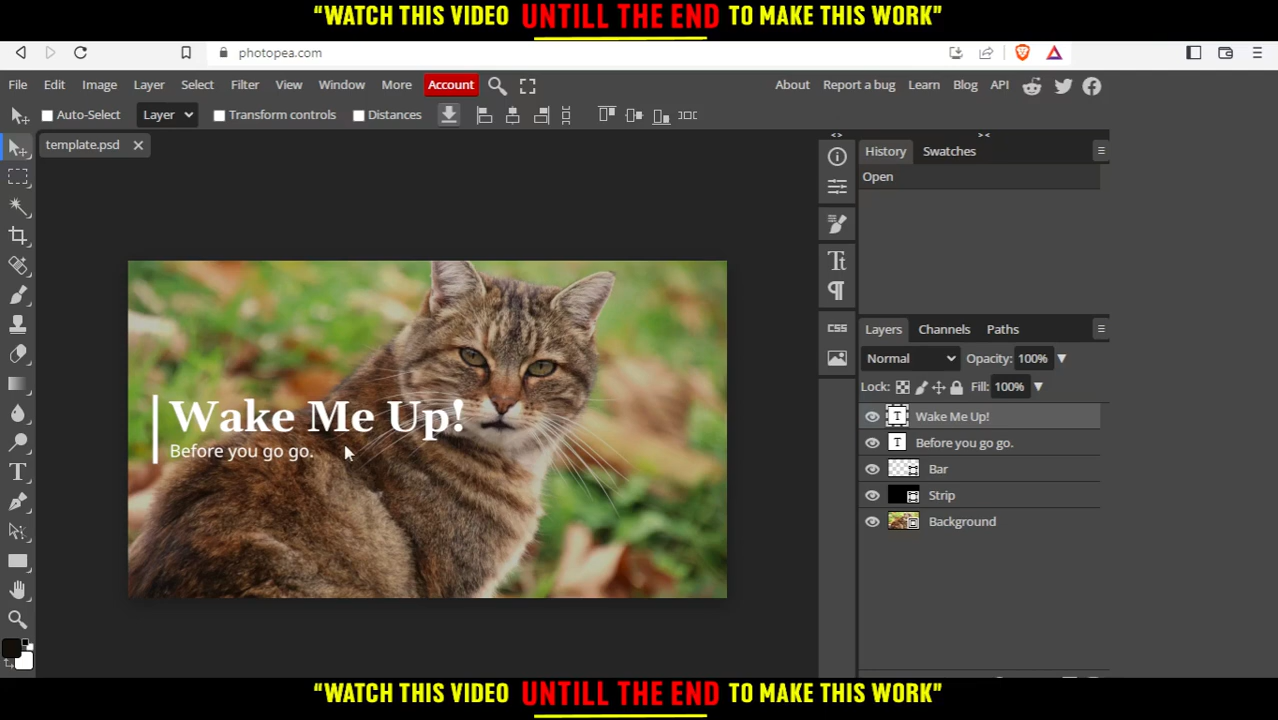 “WATCH THIS VIDEO UNTILL THE END TO MAKE THIS WORK”
photopea.com
File Edit Image Layer Select Filter View Window More Account About Report a bug Learn Blog API
Auto-Select Layer Transform controls Distances
template.psd
History Swatches
Open
Wake Me Up!
Before you go go.
CSS
Layers Channels Paths
Normal Opacity: 100%
Lock: Fill: 100%
Wake Me Up!
Before you go go.
Bar
Strip
Background
“WATCH THIS VIDEO UNTILL THE END TO MAKE THIS WORK”